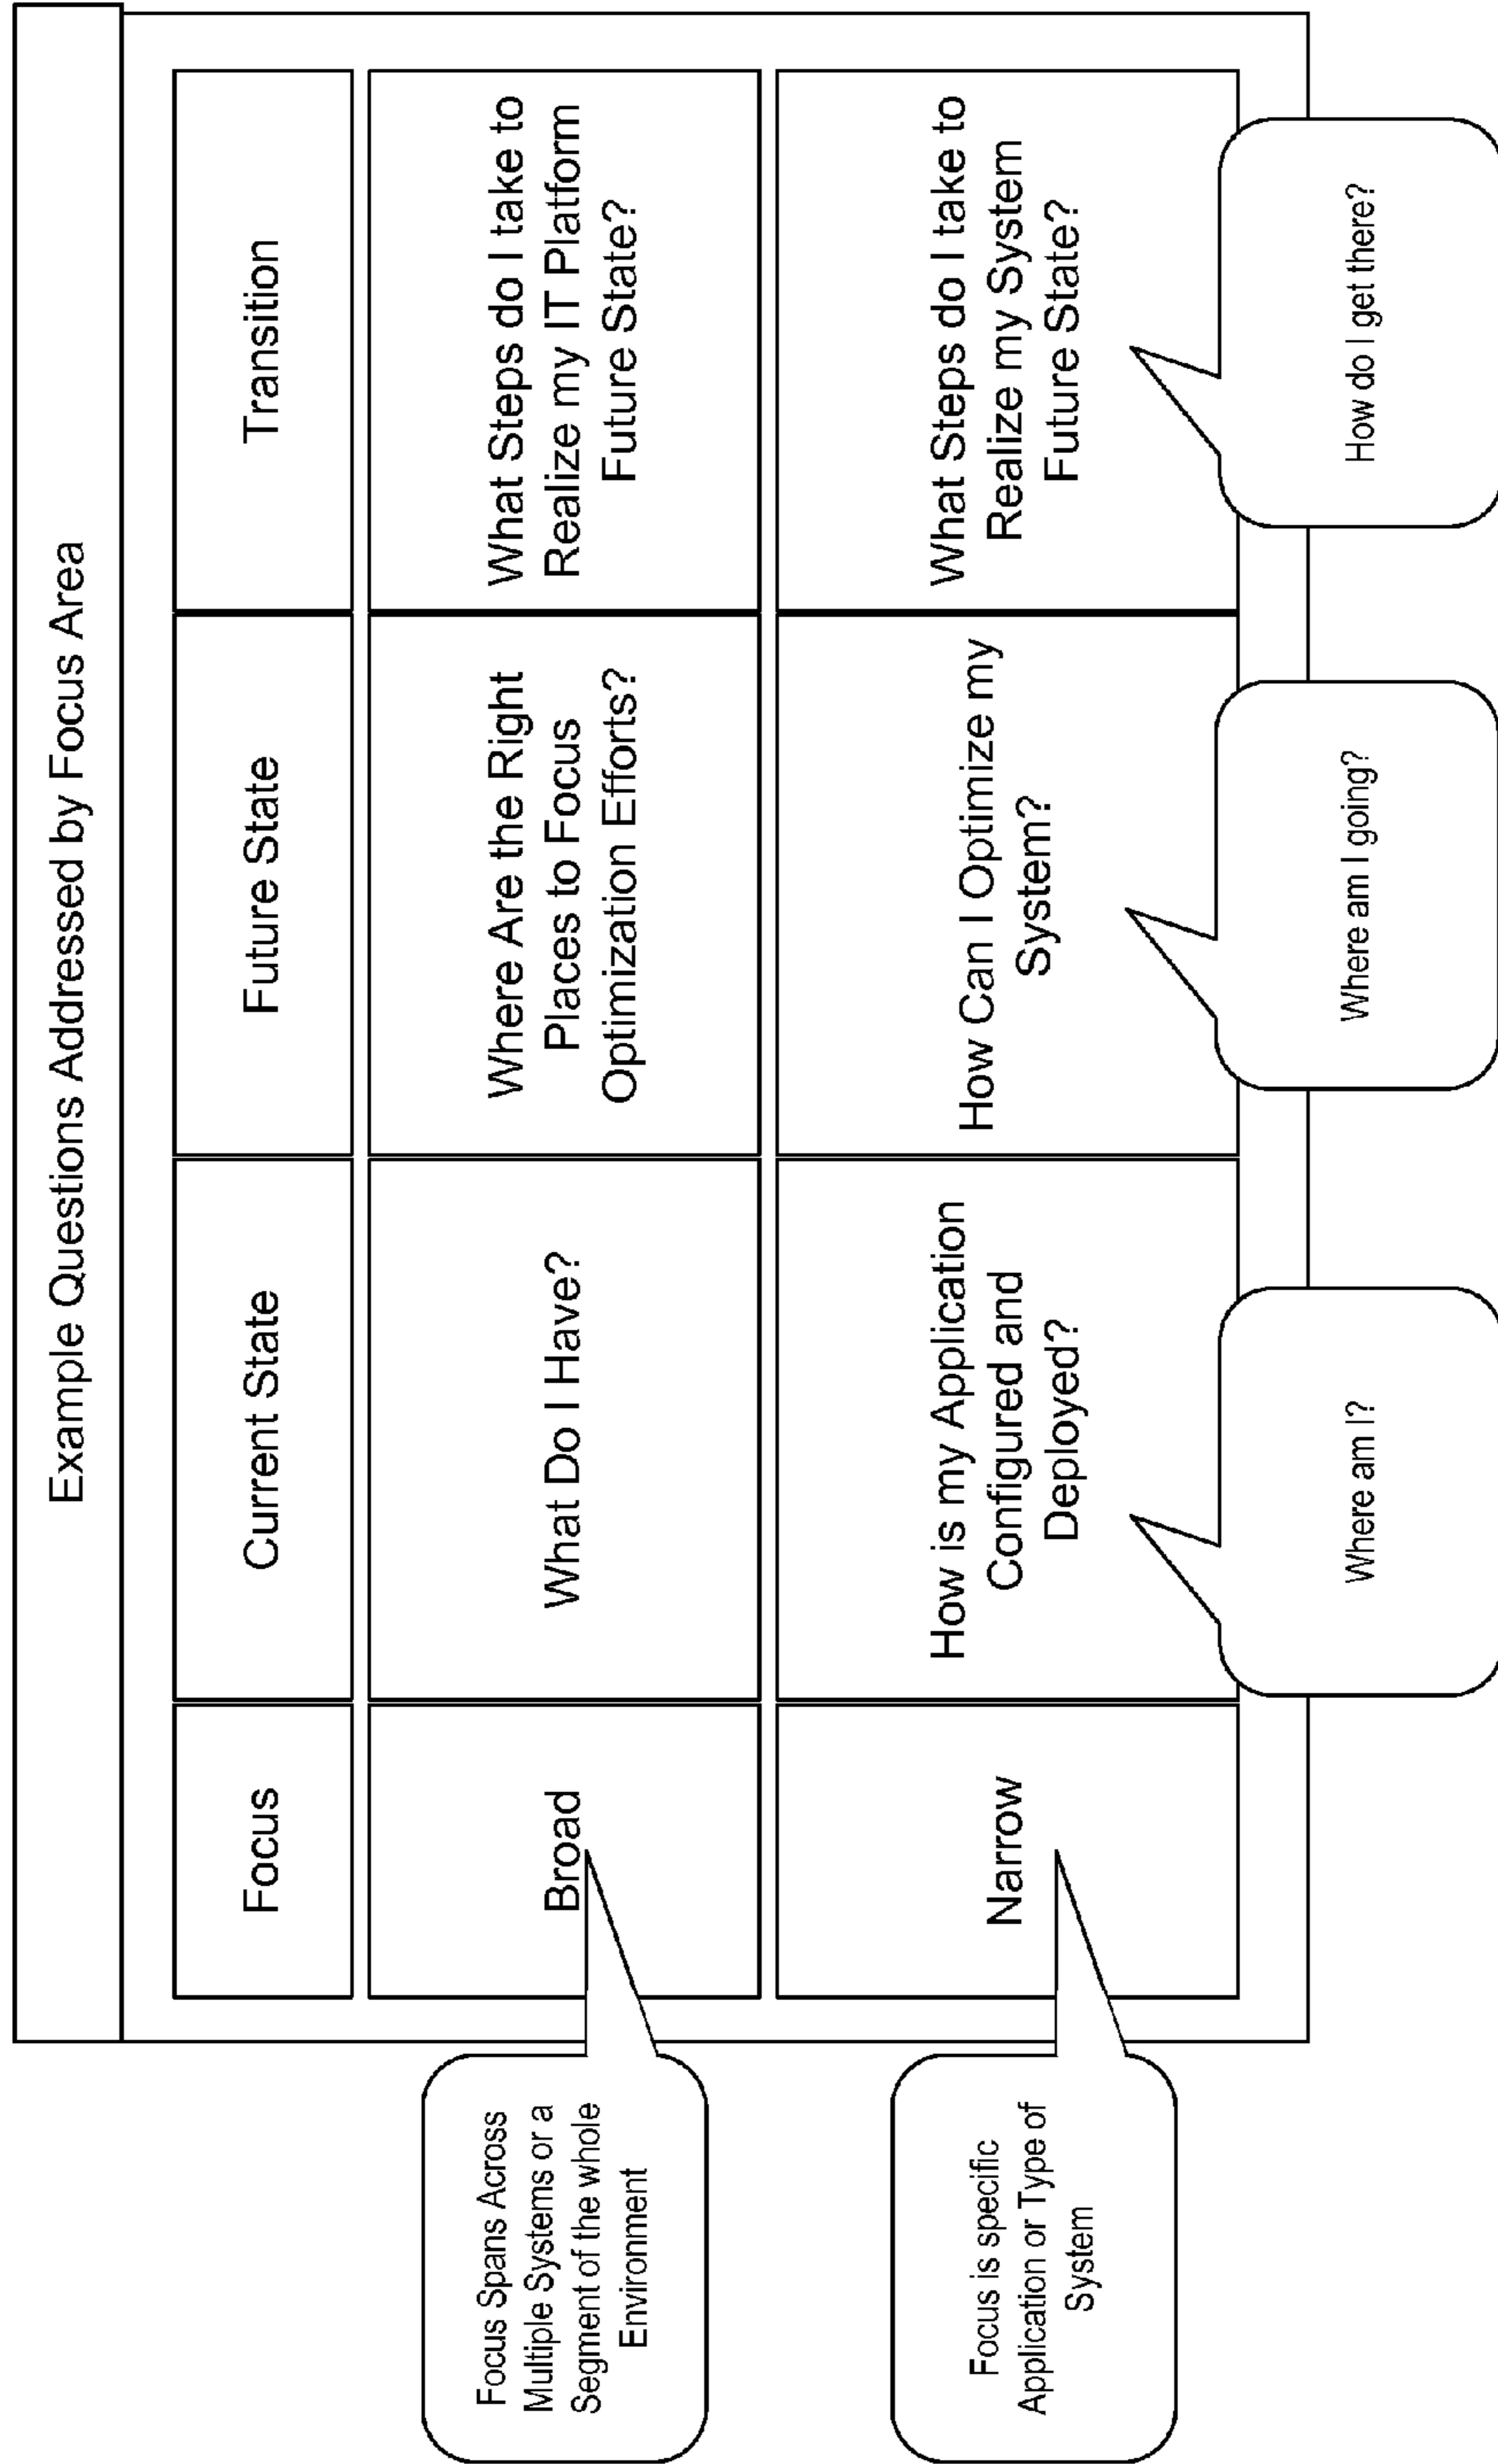 Example Questions Addressed by Focus Area
Focus
Current State
Future State
Transition
Broad
What Do I Have?
Where Are the Right
Places to Focus
Optimization Efforts?
What Steps do I take to
Realize my IT Platform
Future State?
Narrow
How is my Application
Configured and
Deployed?
How Can I Optimize my
System?
What Steps do I take to
Realize my System
Future State?
Focus Spans Across
Multiple Systems or a
Segment of the whole
Environment
Focus is specific
Application or Type of
System
Where am I?
Where am I going?
How do I get there?